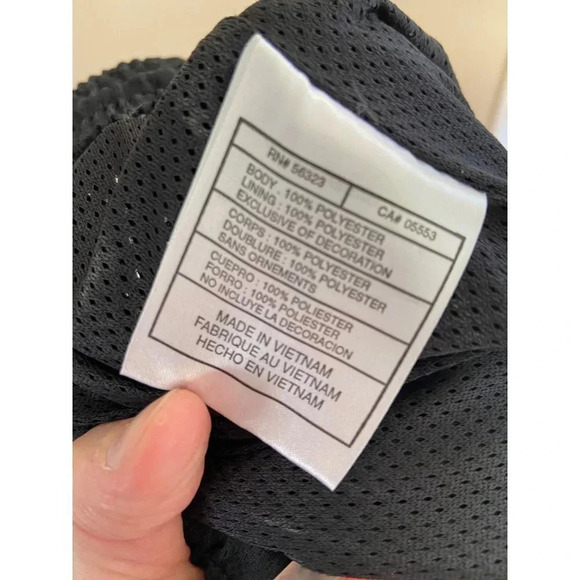 RN# 56323 CA# 05553
BODY : 100% POLYESTER
LINING : 100% POLYESTER
EXCLUSIVE OF DECORATION
CORPS : 100% POLYESTER
DOUBLURE : 100% POLYESTER
SANS ORNEMENTS
CUERPO : 100% POLIESTER
FORRO : 100% POLIESTER
NO INCLUYE LA DECORACION
MADE IN VIETNAM
FABRIQUE AU VIETNAM
HECHO EN VIETNAM